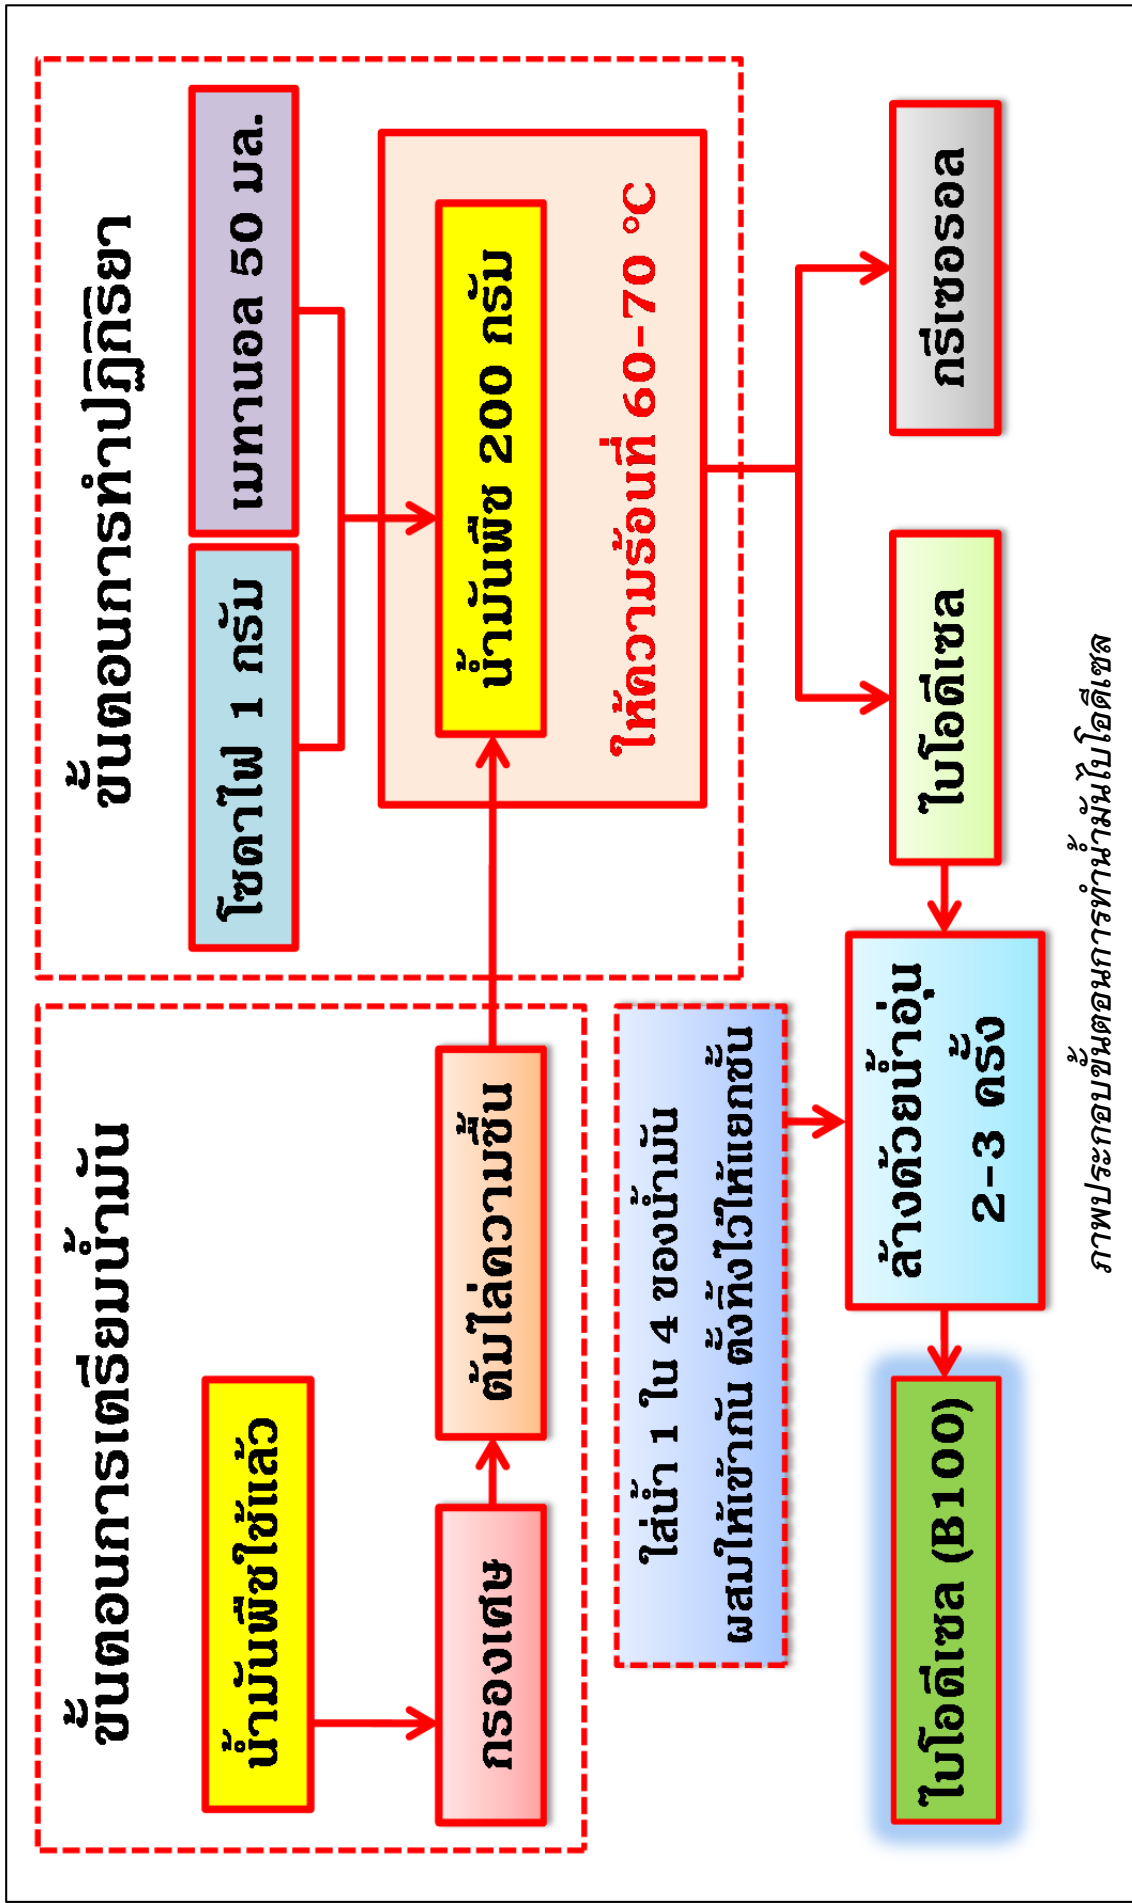 ขั้นตอนการเตรียมน้ำมัน
น้ำมันพืชใช้แล้ว
กรองเศษ
ต้มไล่ความชื้น
ขั้นตอนการทำปฏิกิริยา
โซดาไฟ 1 กรัม
เมทานอล 50 มล.
น้ำมันพืช 200 กรัม
ให้ความร้อนที่ 60-70 °C
ใส่น้ำ 1 ใน 4 ของน้ำมัน
ผสมให้เข้ากัน ตั้งทิ้งไว้ให้แยกชั้น
ไบโอดีเซล (B100)
ล้างด้วยน้ำอุ่น
2-3 ครั้ง
ไบโอดีเซล
กรีเซอรอล
ภาพประกอบขั้นตอนการทำน้ำมันไบโอดีเซล